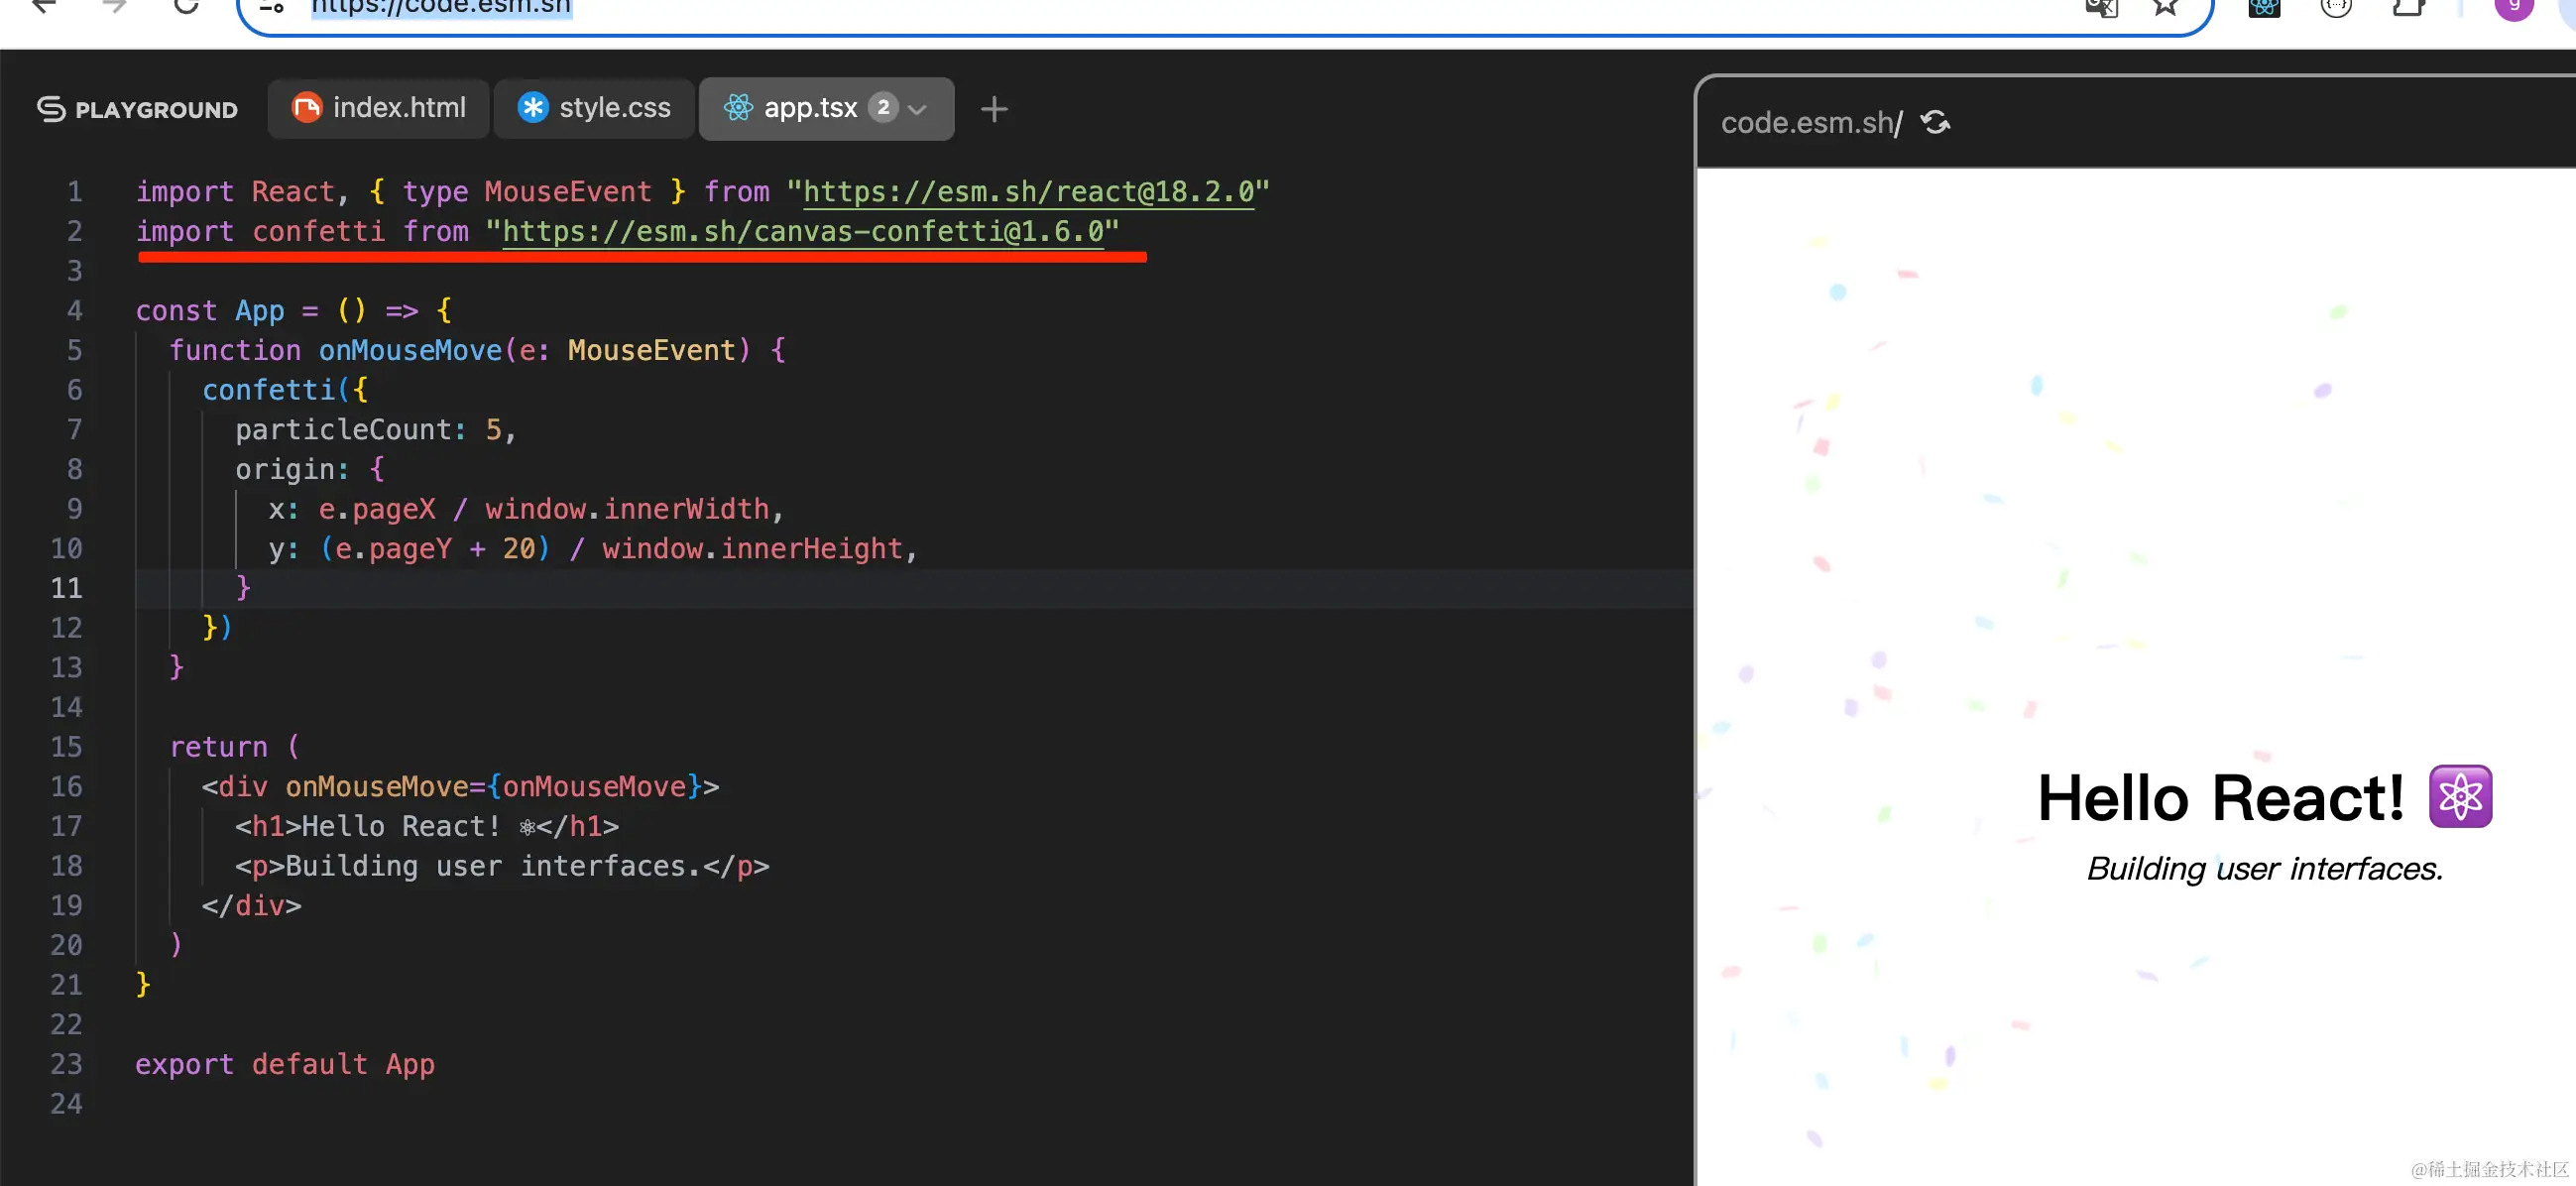 https://code.esm.sh
g
PLAYGROUND index.html style.css app.tsx 2 +
code.esm.sh/
1 import React, { type MouseEvent } from "https://esm.sh/react@18.2.0"
2 import confetti from "https://esm.sh/canvas-confetti@1.6.0"
3
4 const App = () => {
5 function onMouseMove(e: MouseEvent) {
6 confetti({
7 particleCount: 5,
8 origin: {
9 x: e.pageX / window.innerWidth,
10 y: (e.pageY + 20) / window.innerHeight,
11 }
12 })
13 }
14
15 return (
16 <div onMouseMove={onMouseMove}>
17 <h1>Hello React! ⚛</h1>
18 <p>Building user interfaces.</p>
19 </div>
20 )
21 }
22
23 export default App
24
Hello React! ⚛️
Building user interfaces.
@稀土掘金技术社区